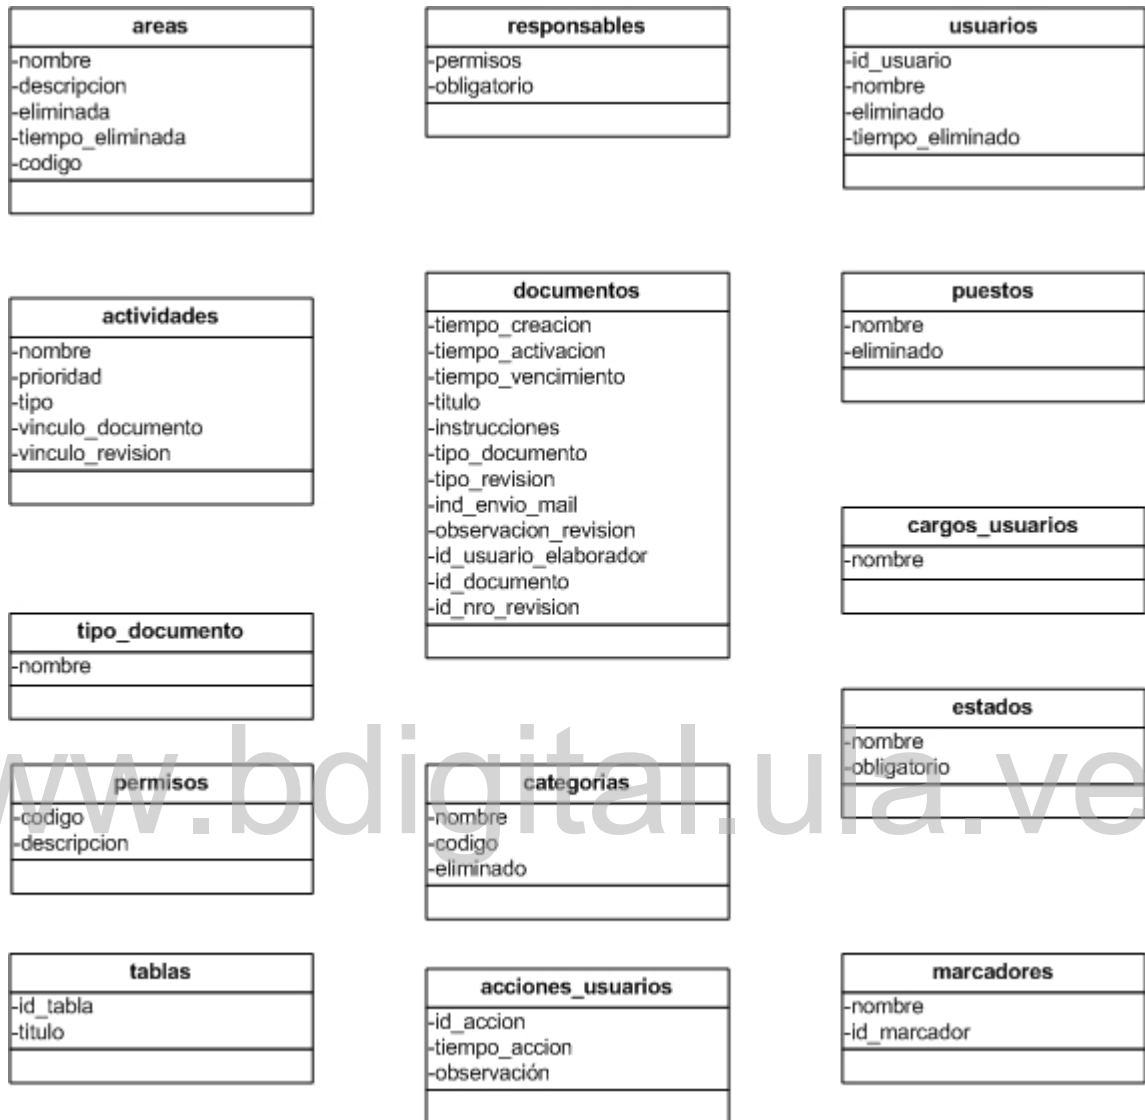 areas
-nombre
-descripcion
-eliminada
-tiempo_eliminada
-codigo
responsables
-permisos
-obligatorio
usuarios
-id_usuario
-nombre
-eliminado
-tiempo_eliminado
actividades
-nombre
-prioridad
-tipo
-vinculo_documento
-vinculo_revision
documentos
-tiempo_creacion
-tiempo_activacion
-tiempo_vencimiento
-titulo
-instrucciones
-tipo_documento
-tipo_revision
-ind_envio_mail
-observacion_revision
-id_usuario_elaborador
-id_documento
-id_nro_revision
puestos
-nombre
-eliminado
cargos_usuarios
-nombre
tipo_documento
-nombre
estados
-nombre
-obligatorio
www.bdigital.ula.ve
permisos
-codigo
-descripcion
categorias
-nombre
-codigo
-eliminado
tablas
-id_tabla
-titulo
acciones_usuarios
-id_accion
-tiempo_accion
-observación
marcadores
-nombre
-id_marcador